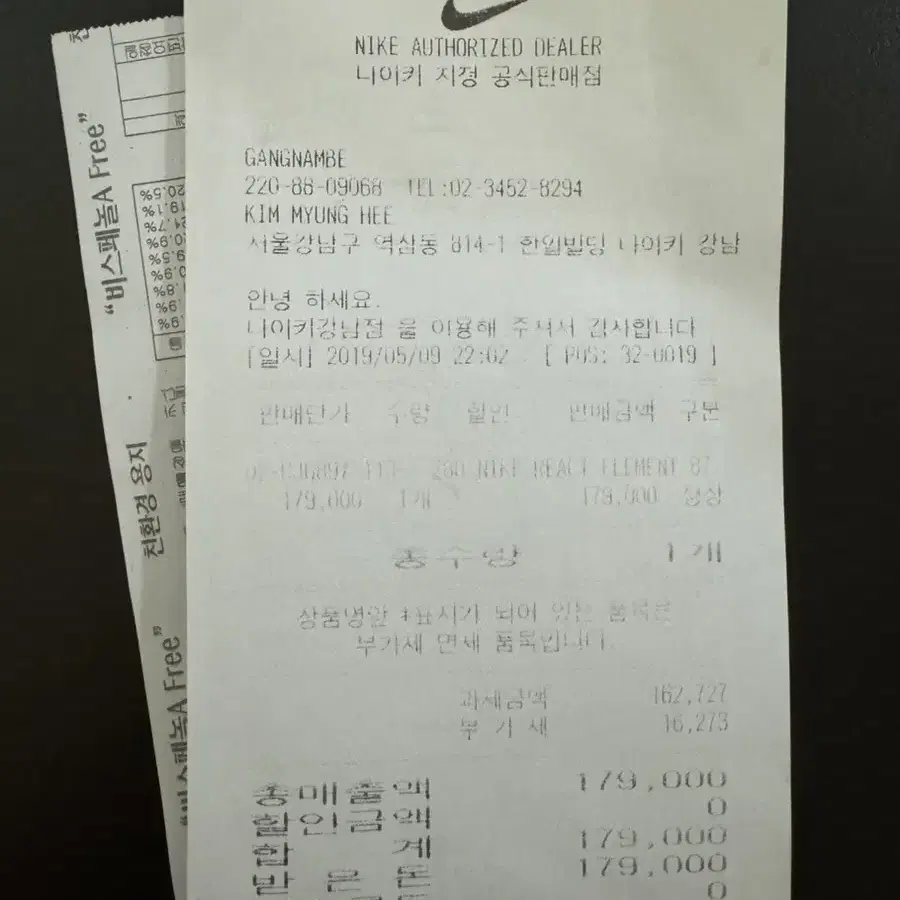 NIKE AUTHORIZED DEALER
나이키 지정 공식판매점
GANGNAMBE
220-88-09068 TEL:02-3452-8294
KIM MYUNG HEE
서울강남구 역삼동 814-1 한일빌딩 나이키 강남
안녕 하세요.
나이키강남점 을 이용해 주셔서 감사합니다
[일시] 2019/05/09 22:02 [ POS: 32-0019 ]
판매단가 수량 할인 판매금액 구분
260 NIKE REACT ELEMENT 87
179,000 1개 179,000 정상
총수량 1개
상품명앞 *표시가 되어 있는 품목은
부가세 면세 품목입니다.
과세금액 162,727
부 가 세 16,273
총매출액 179,000
할인금액 0
합 계 179,000
받 은 돈 179,000
0
"비스페놀A Free"
친환경 용지
"비스페놀A Free"
20.5%
19.1%
24.7%
20.9%